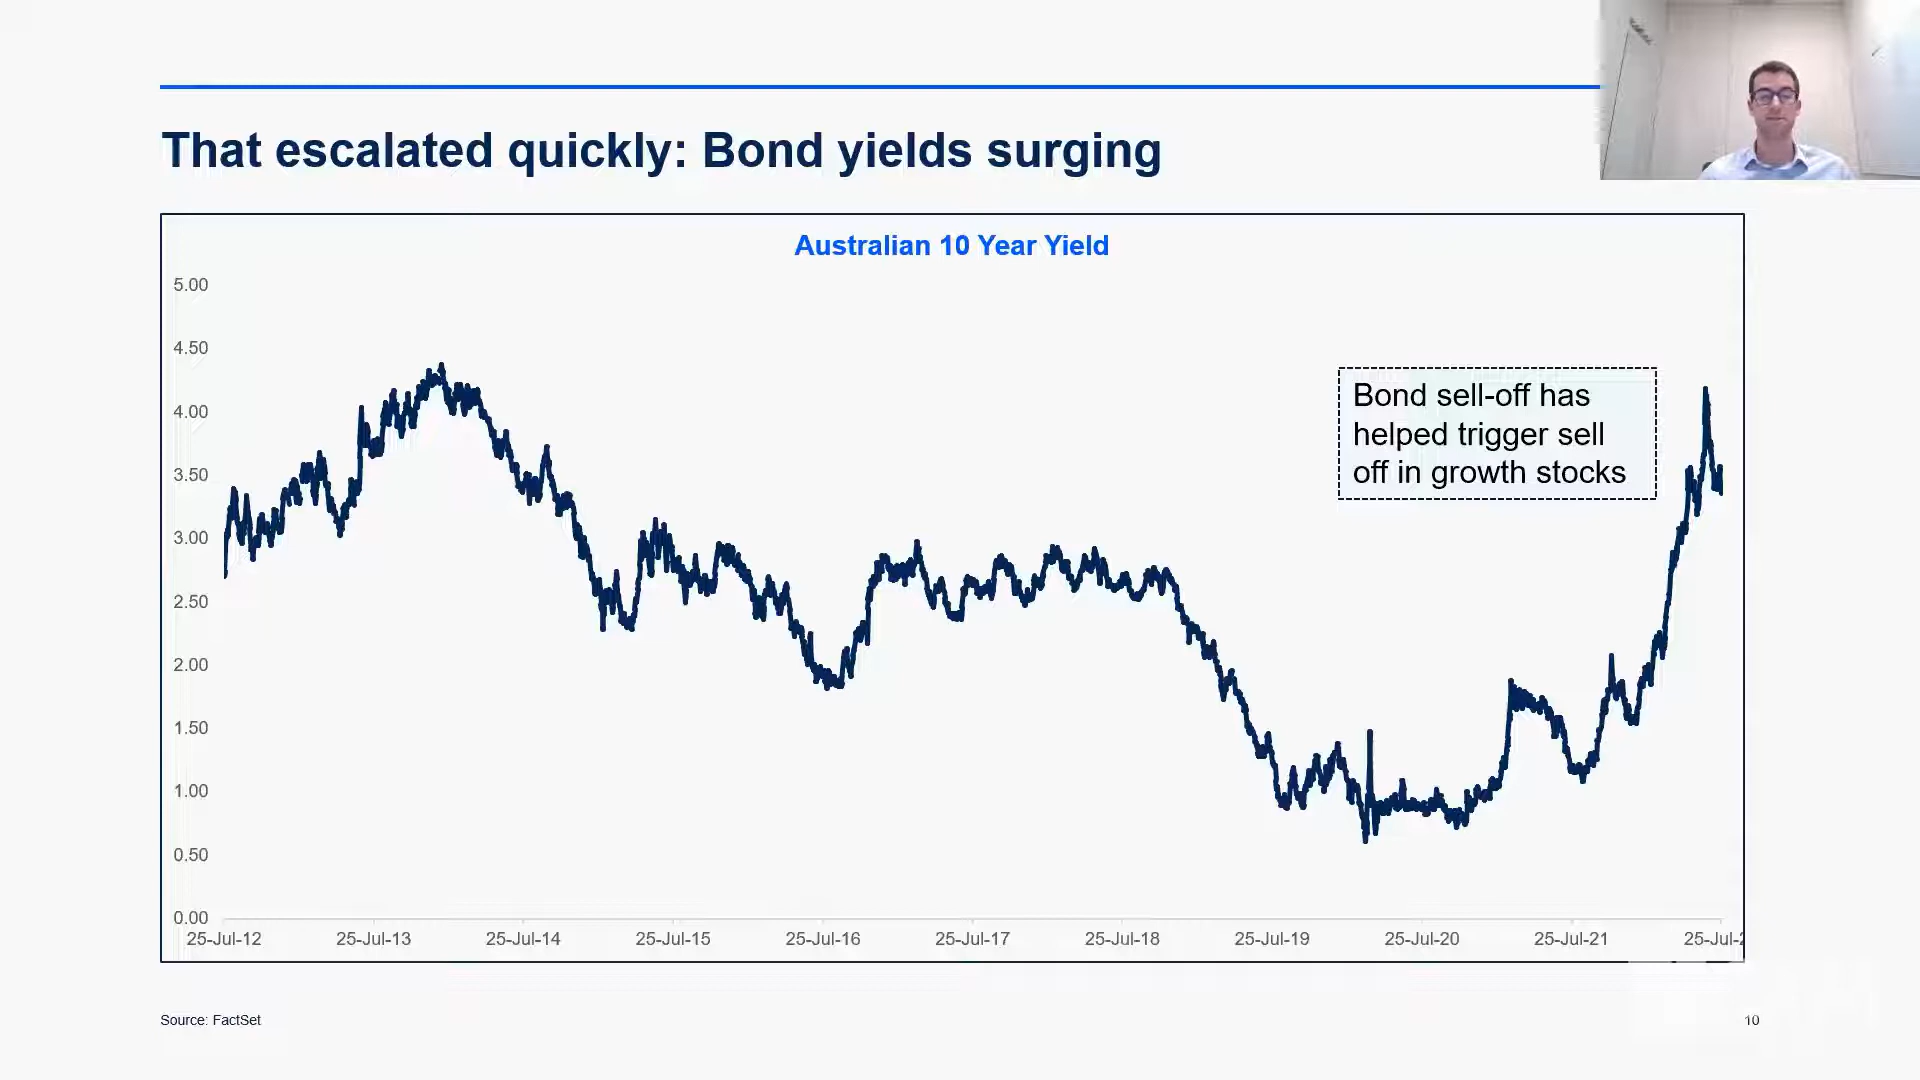 That escalated quickly: Bond yields surging
Australian 10 Year Yield
5.00
4.50
4.00
3.50
3.00
2.50
2.00
1.50
1.00
0.50
0.00
Bond sell-off has
helped trigger sell
off in growth stocks
25-Jul-12 25-Jul-13 25-Jul-14 25-Jul-15 25-Jul-16 25-Jul-17 25-Jul-18 25-Jul-19 25-Jul-20 25-Jul-21 25-Jul-2
Source: FactSet
10